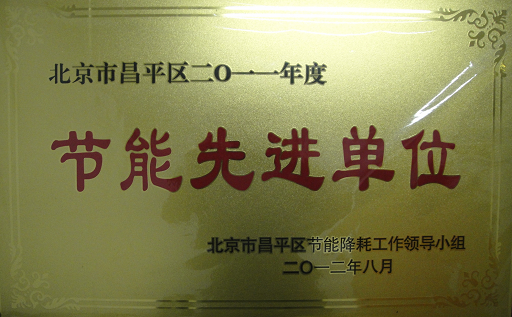 北京市昌平区二〇一一年度
节能先进单位
北京市昌平区节能降耗工作领导小组
二〇一二年八月